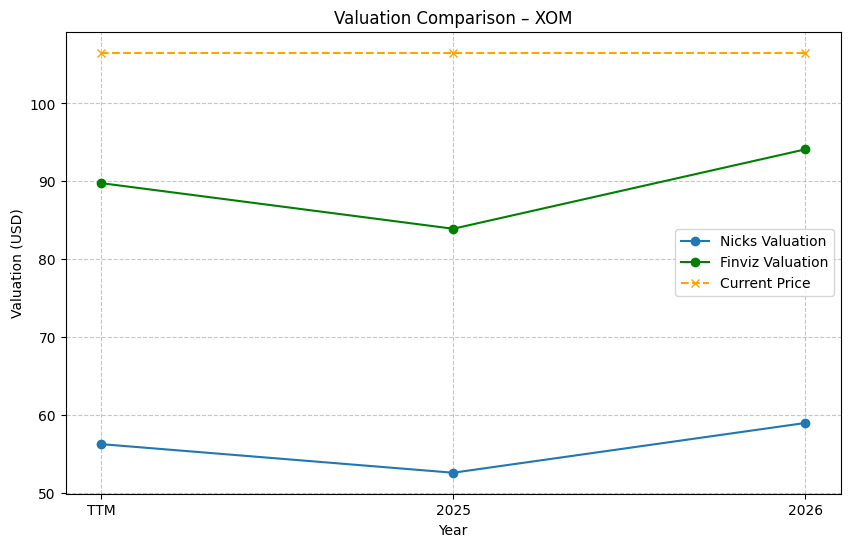 Valuation Comparison – XOM
Valuation (USD)
100
90
80
70
60
50
Nicks Valuation
Finviz Valuation
Current Price
TTM
2025
2026
Year